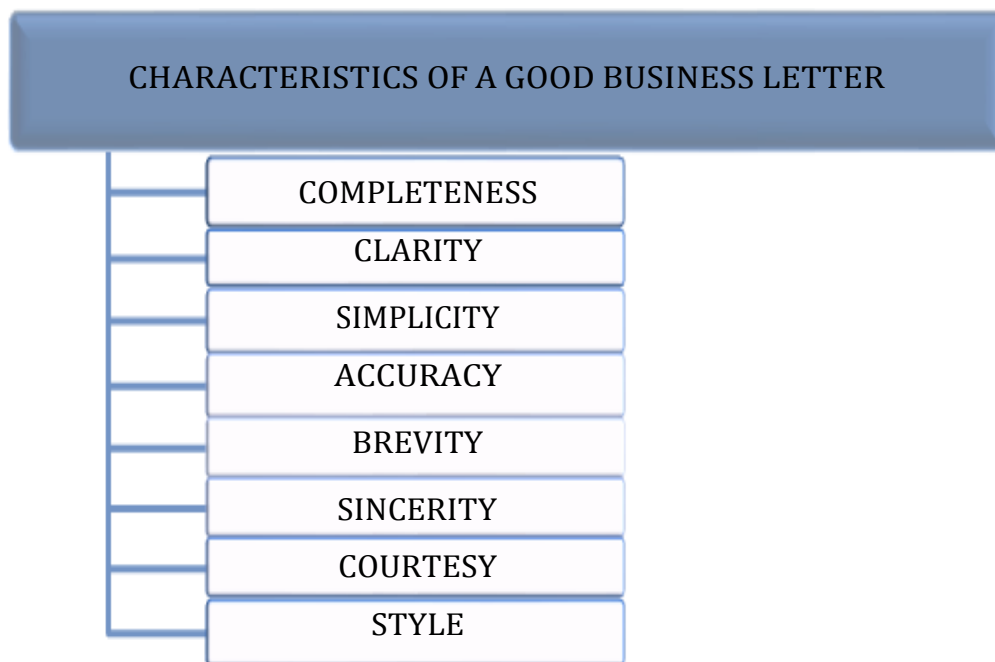 CHARACTERISTICS OF A GOOD BUSINESS LETTER
COMPLETENESS
CLARITY
SIMPLICITY
ACCURACY
BREVITY
SINCERITY
COURTESY
STYLE